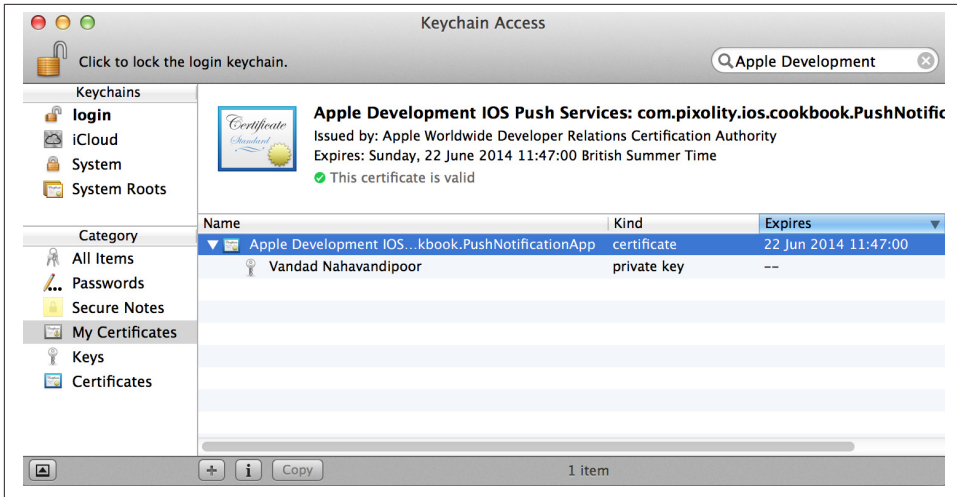 Keychain Access
Click to lock the login keychain.
Apple Development
Keychains
login
iCloud
System
System Roots
Category
All Items
Passwords
Secure Notes
My Certificates
Keys
Certificates
Certificate
Standard
Apple Development IOS Push Services: com.pixolity.ios.cookbook.PushNotific
Issued by: Apple Worldwide Developer Relations Certification Authority
Expires: Sunday, 22 June 2014 11:47:00 British Summer Time
This certificate is valid
Name Kind Expires
Apple Development IOS...kbook.PushNotificationApp certificate 22 Jun 2014 11:47:00
Vandad Nahavandipoor private key --
+ i Copy 1 item